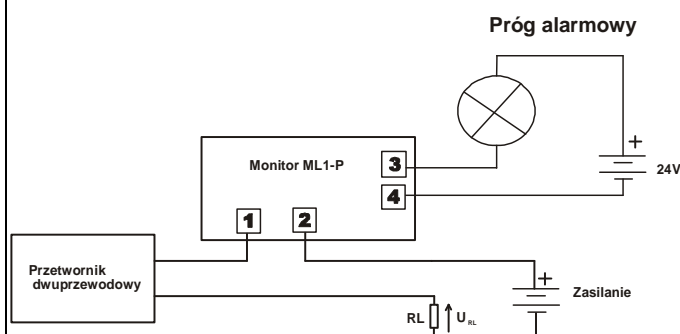 Próg alarmowy
Monitor ML1-P
3
4
+
24V
1
2
Przetwornik
dwuprzewodowy
+
Zasilanie
RL
U RL